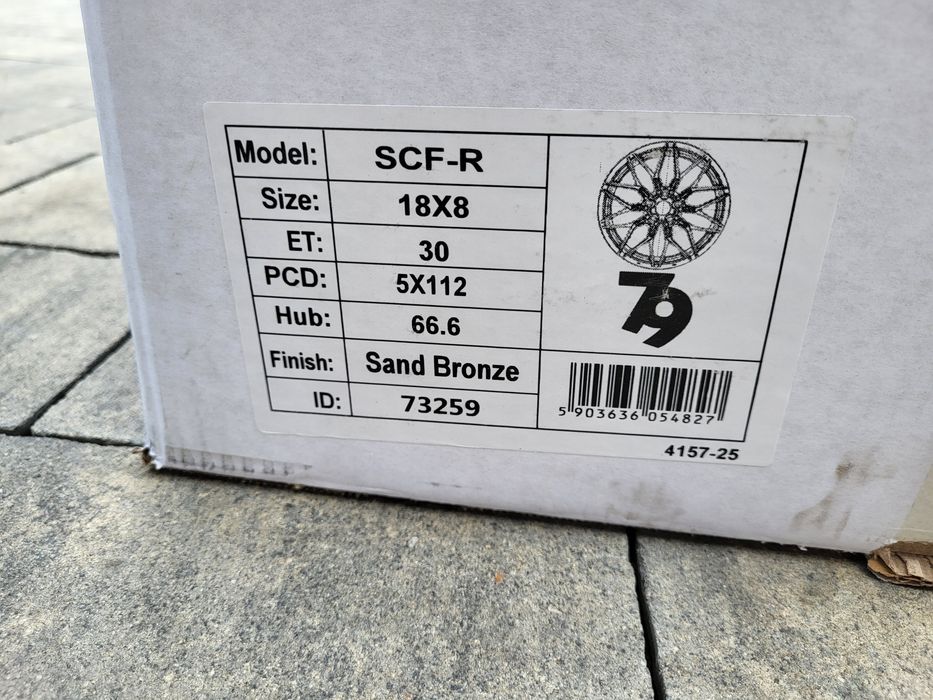 Model: SCF-R
Size: 18X8
ET: 30
PCD: 5X112
Hub: 66.6
Finish: Sand Bronze
ID: 73259
79
5 903636 054827
4157-25